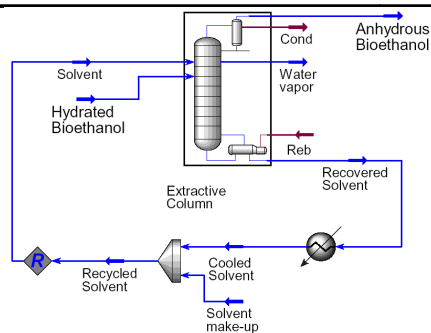 Cond
Anhydrous
Bioethanol
Solvent
Water
vapor
Hydrated
Bioethanol
Reb
Recovered
Solvent
Extractive
Column
R
Recycled
Solvent
Cooled
Solvent
Solvent
make-up